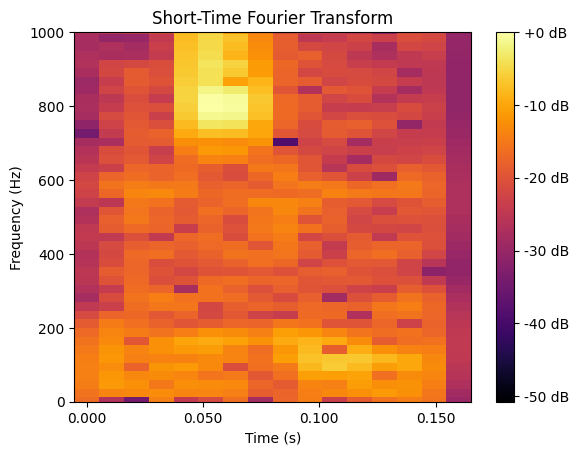 Short-Time Fourier Transform
1000
800
600
400
200
0
Frequency (Hz)
0.000
0.050
0.100
0.150
Time (s)
+0 dB
-10 dB
-20 dB
-30 dB
-40 dB
-50 dB